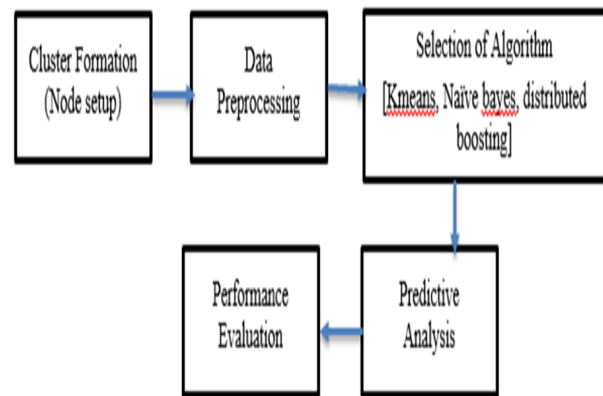 Cluster Formation
(Node setup)
Data
Preprocessing
Selection of Algorithm
[Kmeans, Naïve bayes, distributed
boosting]
Predictive
Analysis
Performance
Evaluation